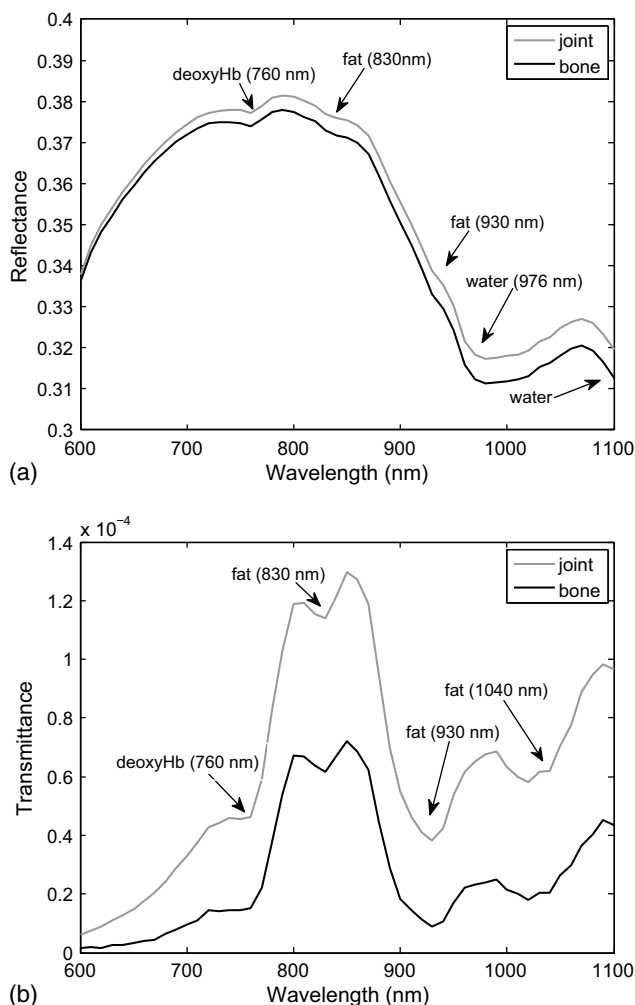 0.4
0.39
0.38
0.37
0.36
0.35
0.34
0.33
0.32
0.31
0.3
Reflectance
deoxyHb (760 nm)
fat (830nm)
joint
bone
fat (930 nm)
water (976 nm)
water
600 700 800 900 1000 1100
(a) Wavelength (nm)
x 10−4
1.4
1.2
1
0.8
0.6
0.4
0.2
0
Transmittance
fat (830 nm)
joint
bone
fat (1040 nm)
fat (930 nm)
deoxyHb (760 nm)
600 700 800 900 1000 1100
(b) Wavelength (nm)